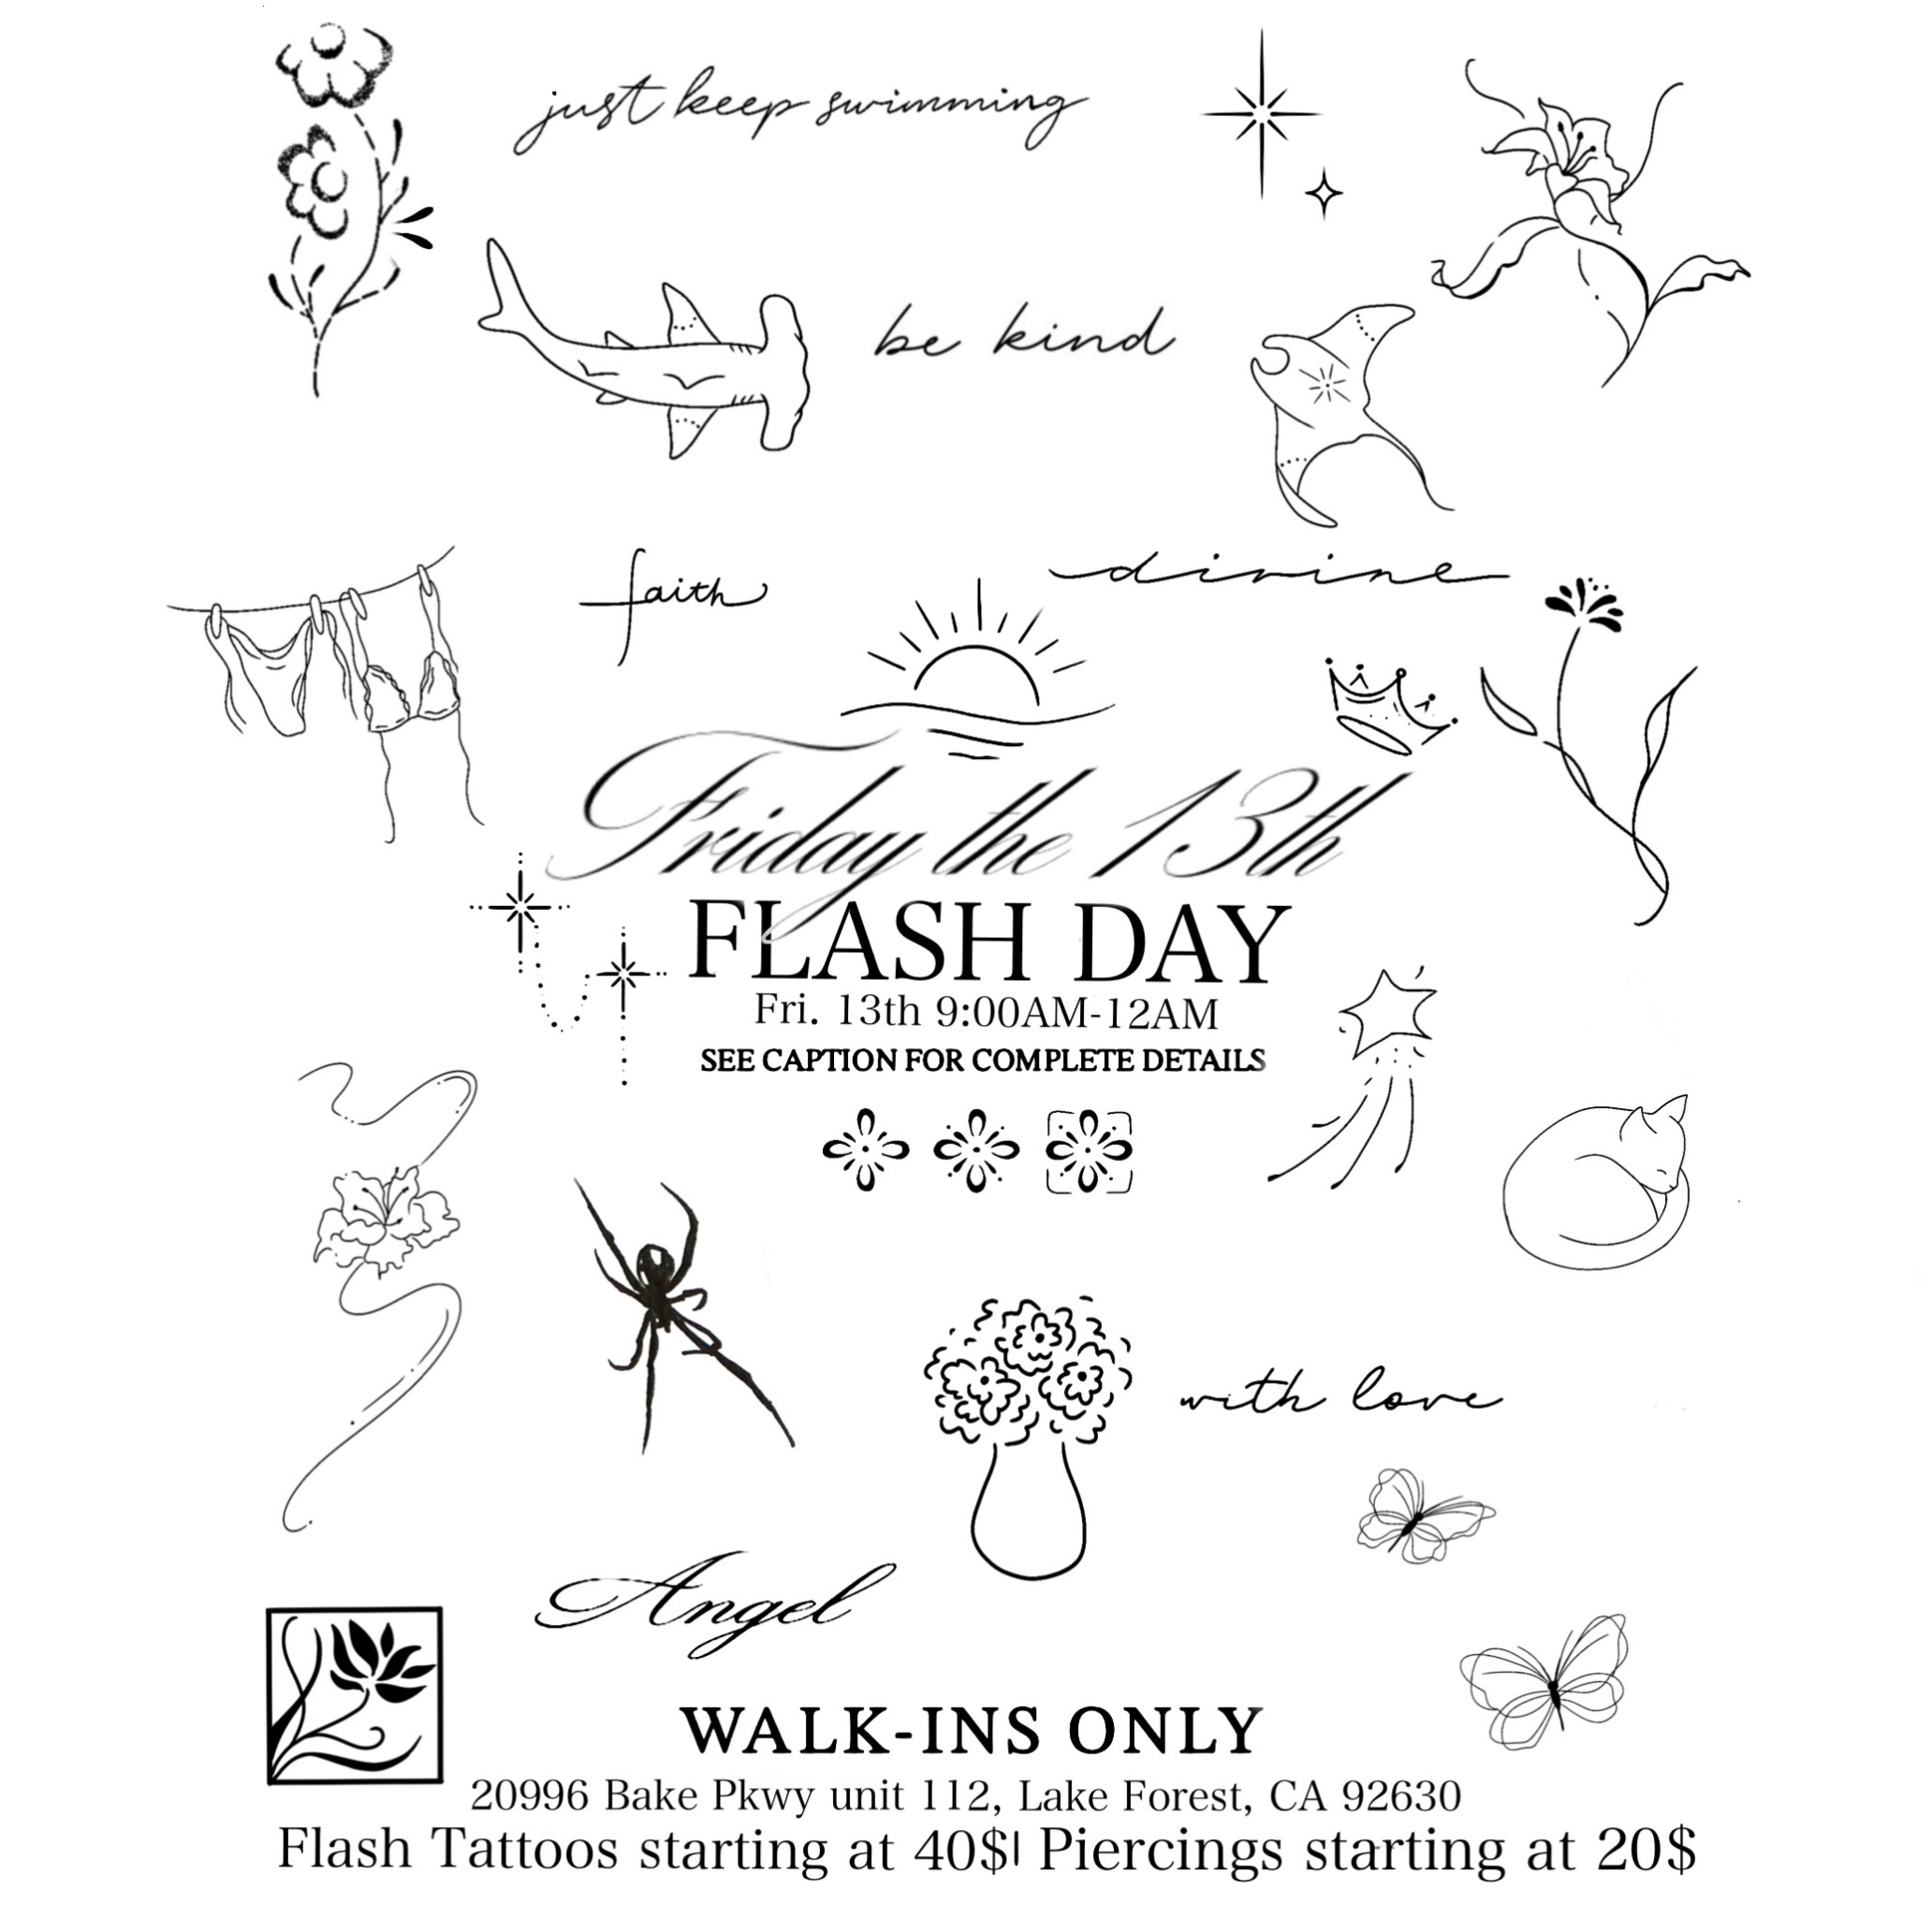 just keep swimming
be kind
faith
divine
Friday the 13th
FLASH DAY
Fri. 13th 9:00AM-12AM
SEE CAPTION FOR COMPLETE DETAILS
with love
Angel
WALK-INS ONLY
20996 Bake Pkwy unit 112, Lake Forest, CA 92630
Flash Tattoos starting at 40$| Piercings starting at 20$